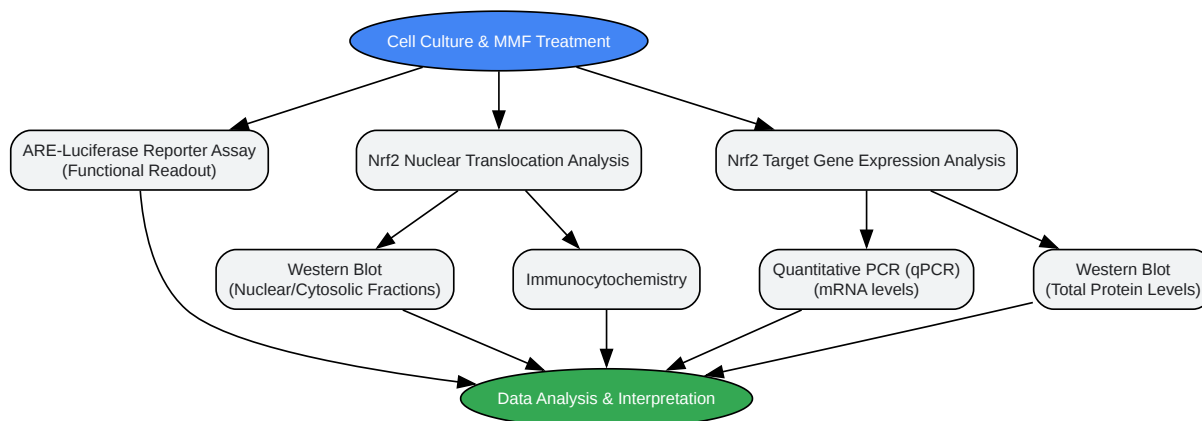 Cell Culture & MMF Treatment
ARE-Luciferase Reporter Assay
(Functional Readout)
Nrf2 Nuclear Translocation Analysis
Nrf2 Target Gene Expression Analysis
Western Blot
(Nuclear/Cytosolic Fractions)
Immunocytochemistry
Quantitative PCR (qPCR)
(mRNA levels)
Western Blot
(Total Protein Levels)
Data Analysis & Interpretation